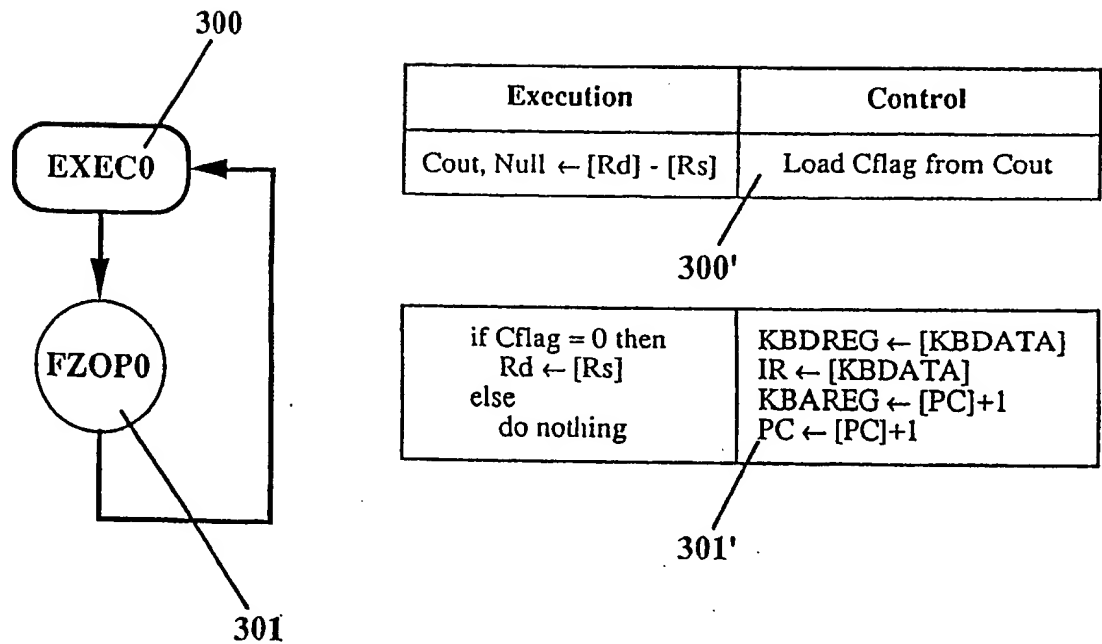 300
EXEC0
FZOP0
301
Execution
Control
Cout, Null ← [Rd] - [Rs]
Load Cflag from Cout
300'
if Cflag = 0 then
Rd ← [Rs]
else
do nothing
KBDREG ← [KBDATA]
IR ← [KBDATA]
KBAREG ← [PC]+1
PC ← [PC]+1
301'